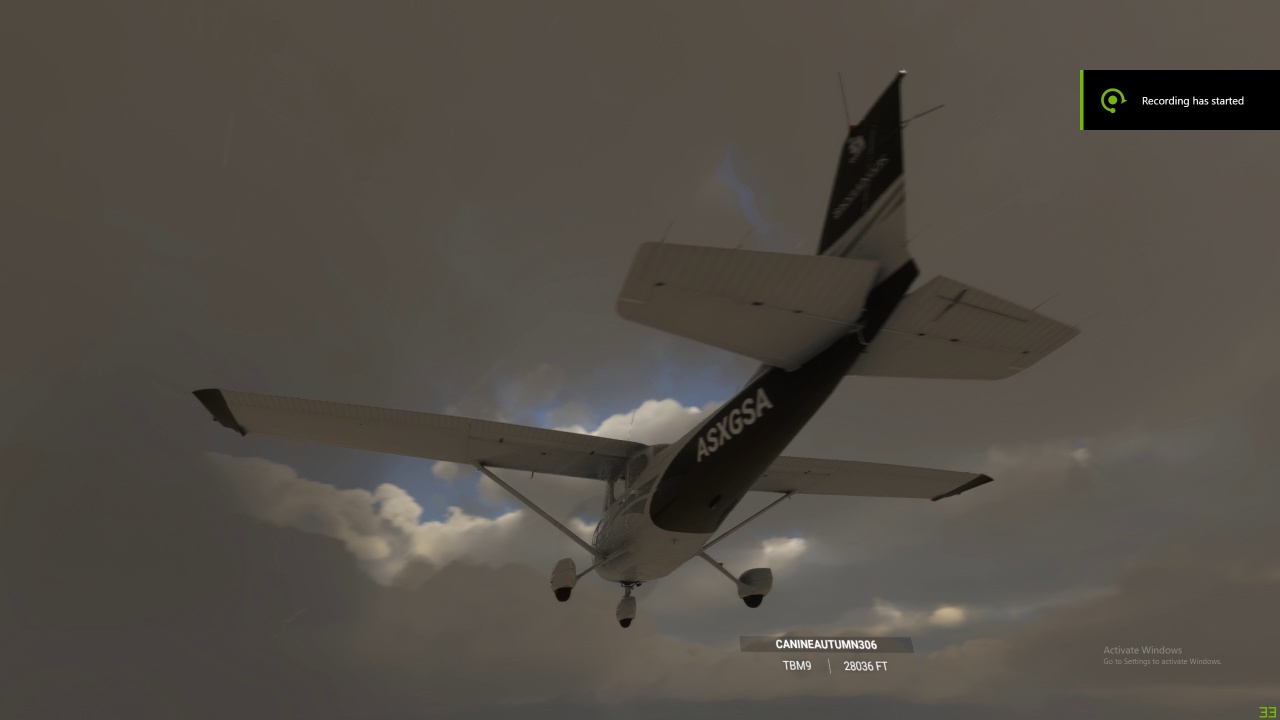 Recording has started
ASXGSA
CANINEAUTUMN306
TBM9 | 28036 FT
Activate Windows
Go to Settings to activate Windows.
33